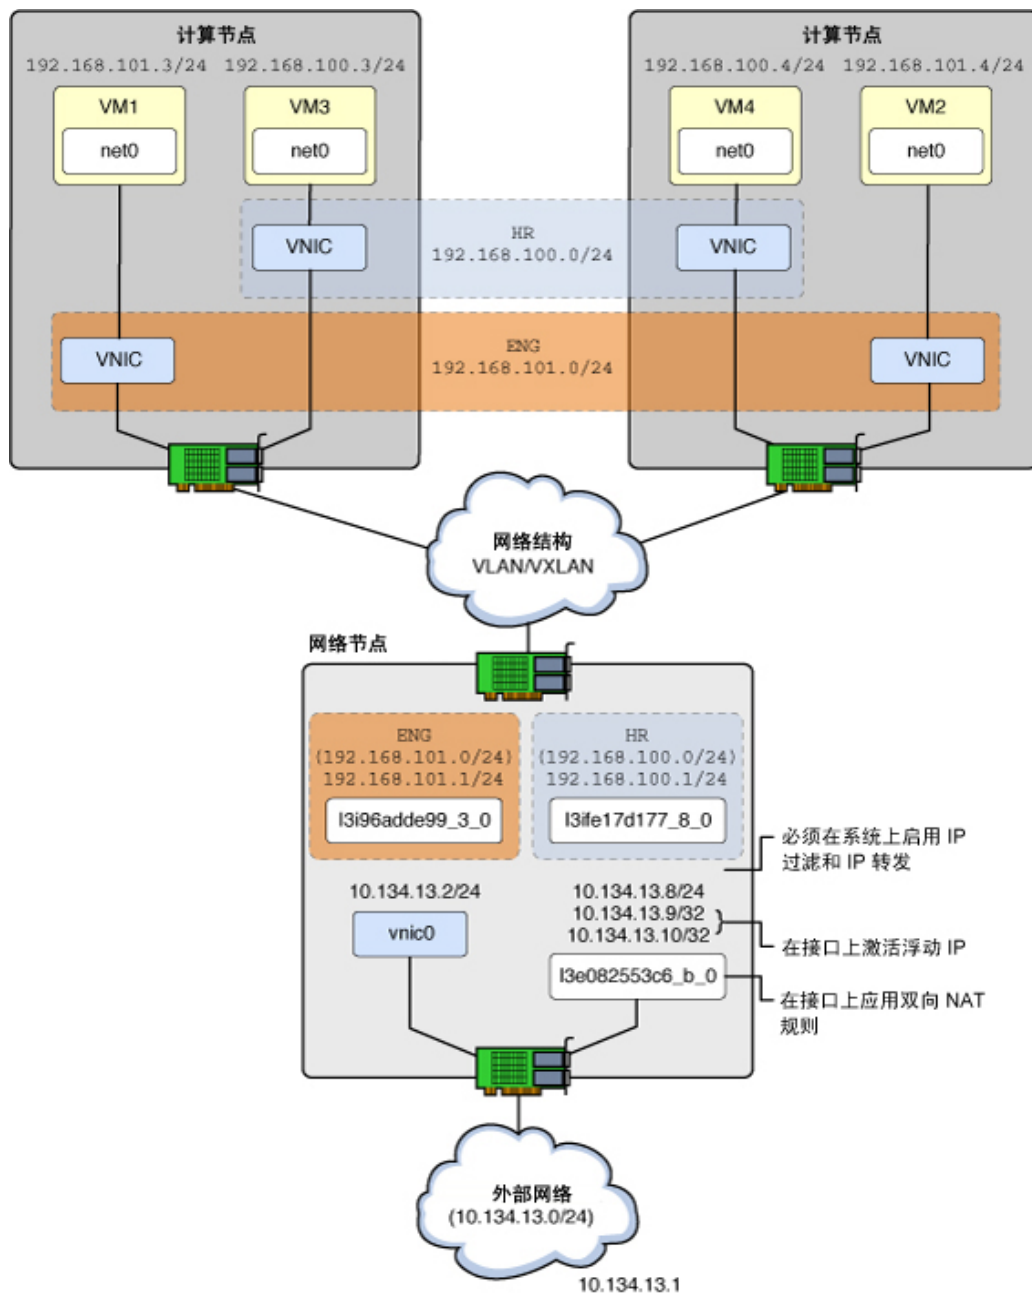 计算节点
192.168.101.3/24 192.168.100.3/24
VM1
net0
VM3
net0
VNIC
VNIC
计算节点
192.168.100.4/24 192.168.101.4/24
VM4
net0
VM2
net0
VNIC
VNIC
HR
192.168.100.0/24
ENG
192.168.101.0/24
网络结构
VLAN/VXLAN
网络节点
ENG
(192.168.101.0/24)
192.168.101.1/24
l3i96adde99_3_0
HR
(192.168.100.0/24)
192.168.100.1/24
l3ife17d177_8_0
必须在系统上启用 IP
过滤和 IP 转发
10.134.13.2/24
vnic0
10.134.13.8/24
10.134.13.9/32
10.134.13.10/32
在接口上激活浮动 IP
l3e082553c6_b_0
在接口上应用双向 NAT
规则
外部网络
(10.134.13.0/24)
10.134.13.1